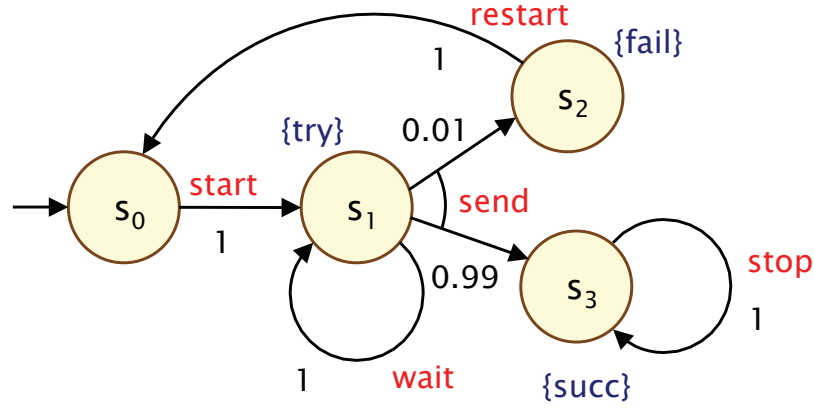 restart
1
{fail}
s2
{try}
0.01
start
s0
1
s1
send
0.99
s3
stop
1
wait
1
{succ}